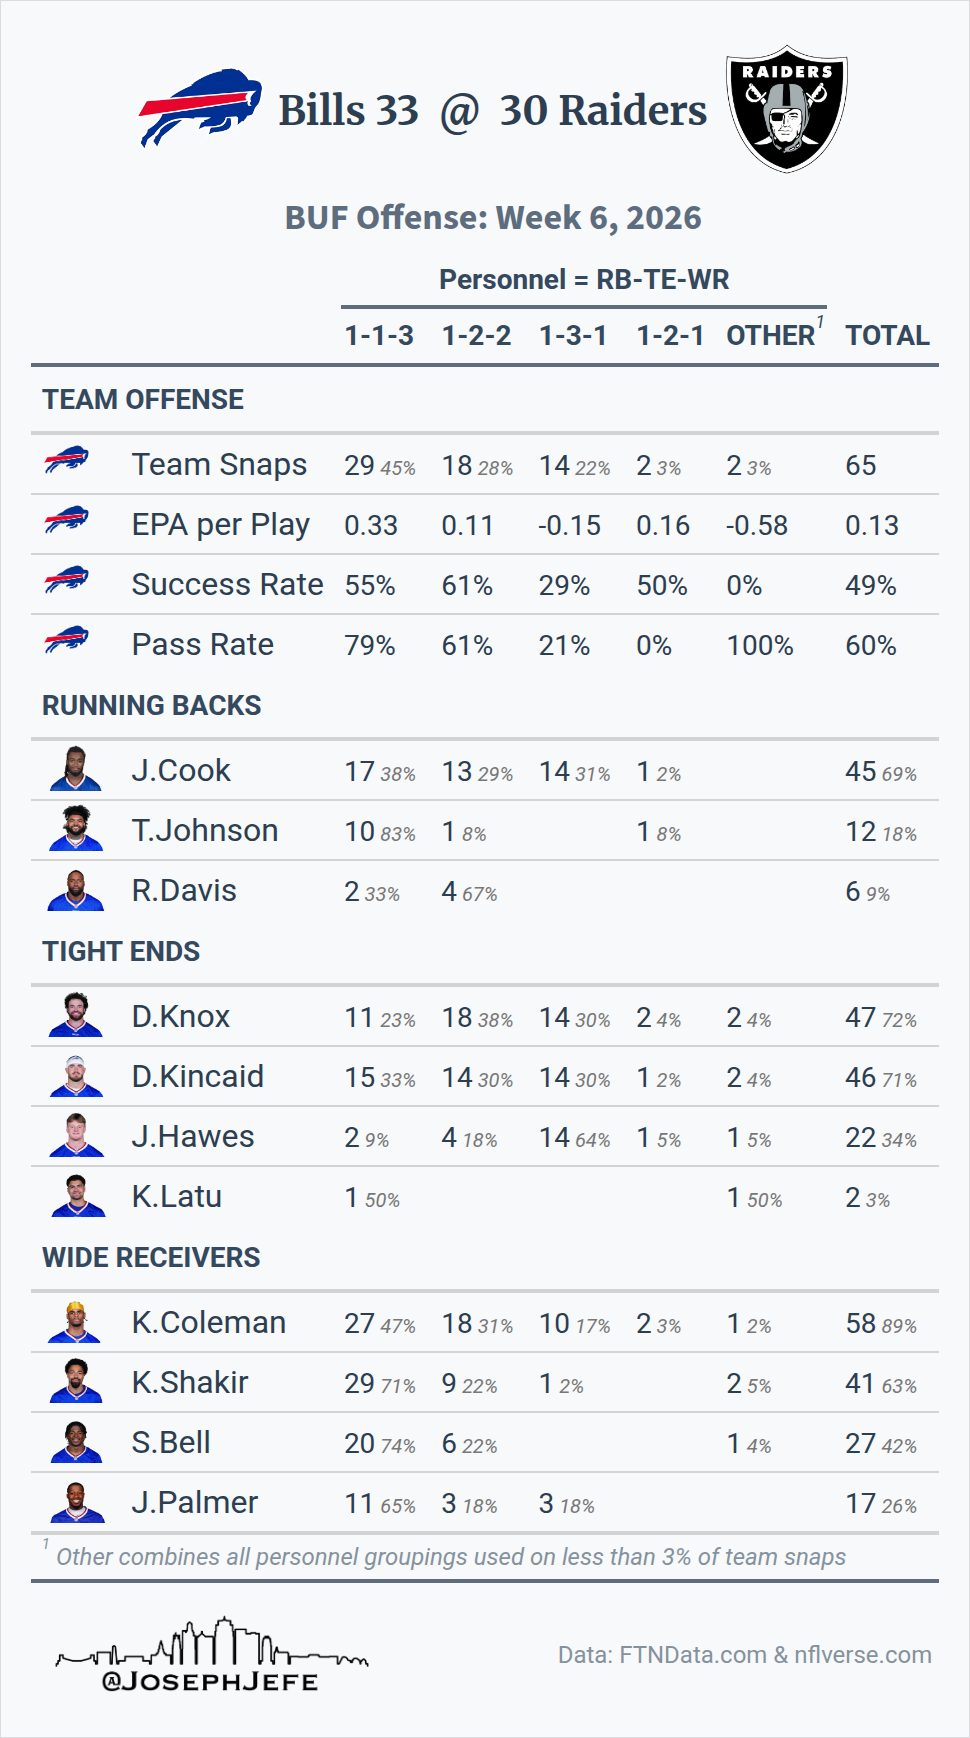 Bills 33 @ 30 Raiders
RAIDERS
BUF Offense: Week 6, 2026
Personnel = RB-TE-WR
1-1-3 1-2-2 1-3-1 1-2-1 OTHER¹ TOTAL
TEAM OFFENSE
Team Snaps 29 45% 18 28% 14 22% 2 3% 2 3% 65
EPA per Play 0.33 0.11 -0.15 0.16 -0.58 0.13
Success Rate 55% 61% 29% 50% 0% 49%
Pass Rate 79% 61% 21% 0% 100% 60%
RUNNING BACKS
J.Cook 17 38% 13 29% 14 31% 1 2% 45 69%
T.Johnson 10 83% 1 8% 1 8% 12 18%
R.Davis 2 33% 4 67% 6 9%
TIGHT ENDS
D.Knox 11 23% 18 38% 14 30% 2 4% 2 4% 47 72%
D.Kincaid 15 33% 14 30% 14 30% 1 2% 2 4% 46 71%
J.Hawes 2 9% 4 18% 14 64% 1 5% 1 5% 22 34%
K.Latu 1 50% 1 50% 2 3%
WIDE RECEIVERS
K.Coleman 27 47% 18 31% 10 17% 2 3% 1 2% 58 89%
K.Shakir 29 71% 9 22% 1 2% 2 5% 41 63%
S.Bell 20 74% 6 22% 1 4% 27 42%
J.Palmer 11 65% 3 18% 3 18% 17 26%
¹ Other combines all personnel groupings used on less than 3% of team snaps
@JOSEPHJEFE
Data: FTNData.com & nflverse.com